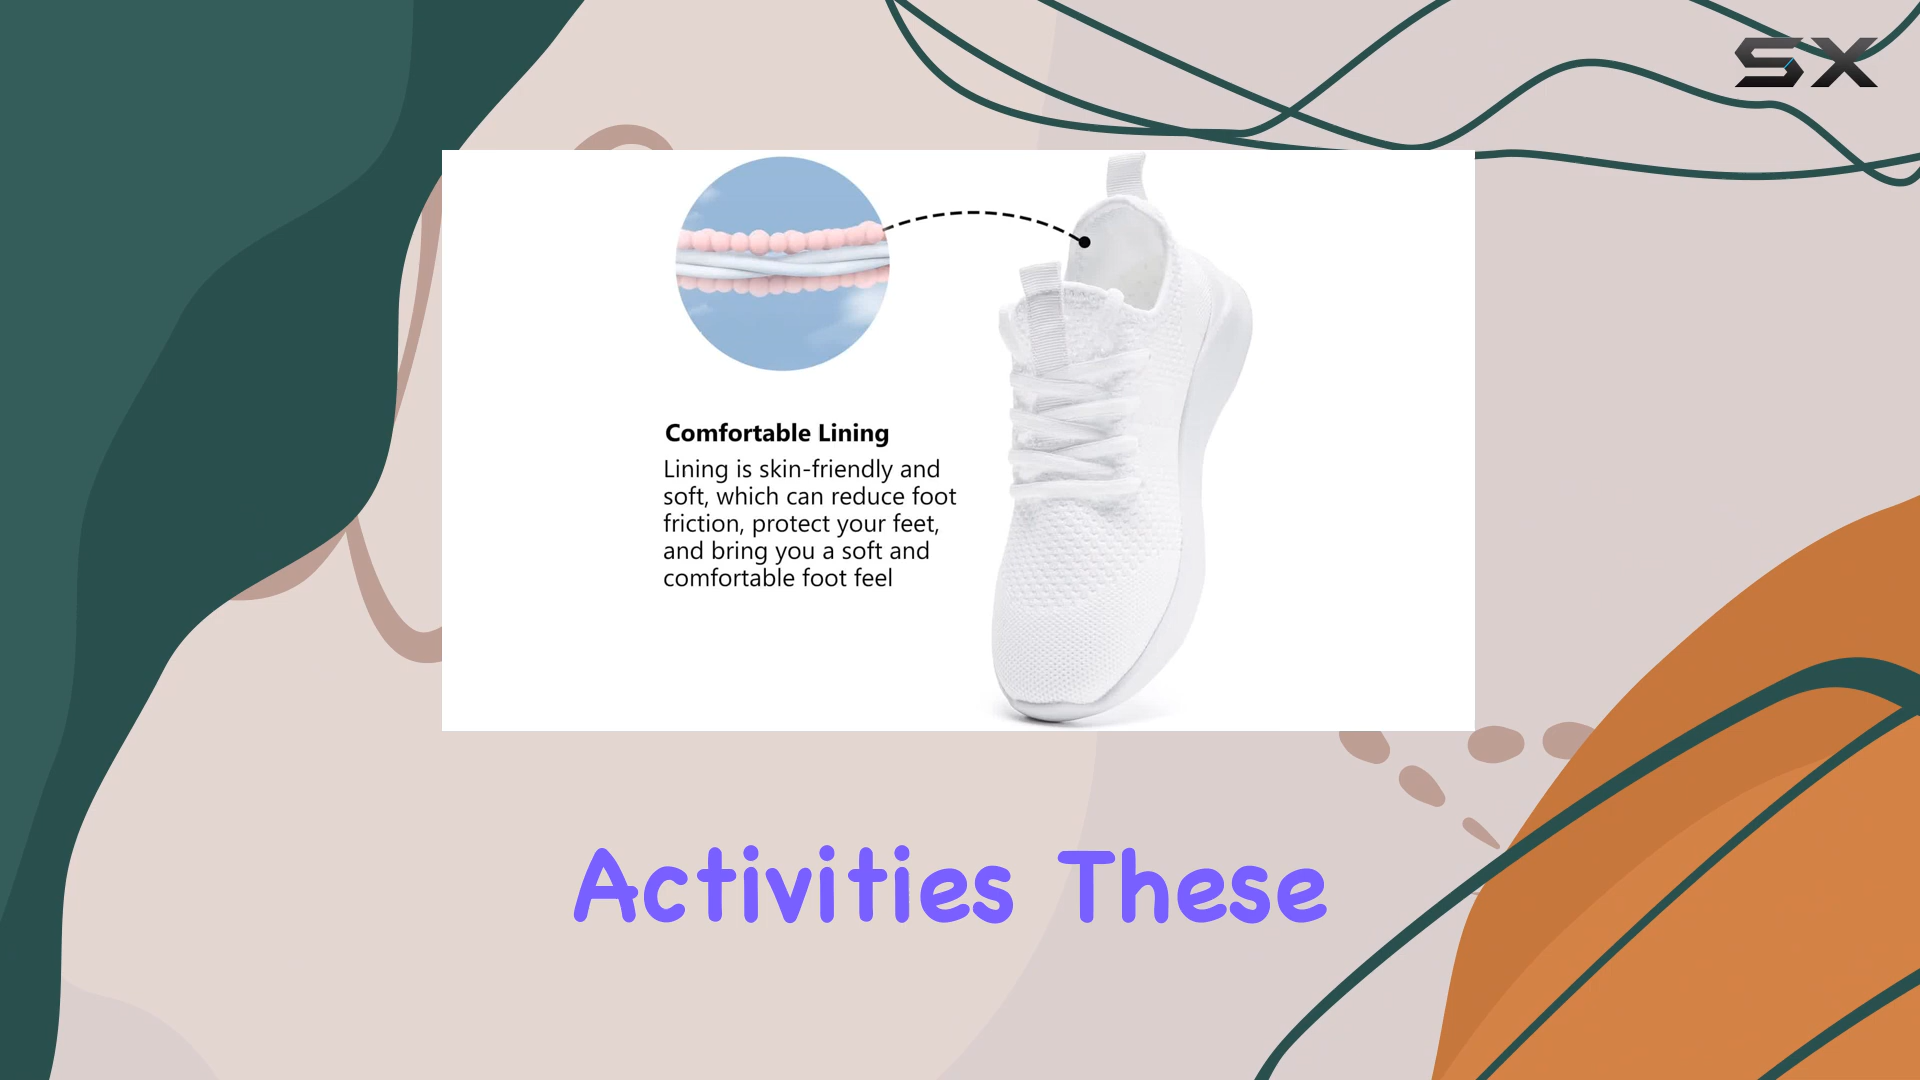 SX
Comfortable Lining
Lining is skin-friendly and
soft, which can reduce foot
friction, protect your feet,
and bring you a soft and
comfortable foot feel
Activities These